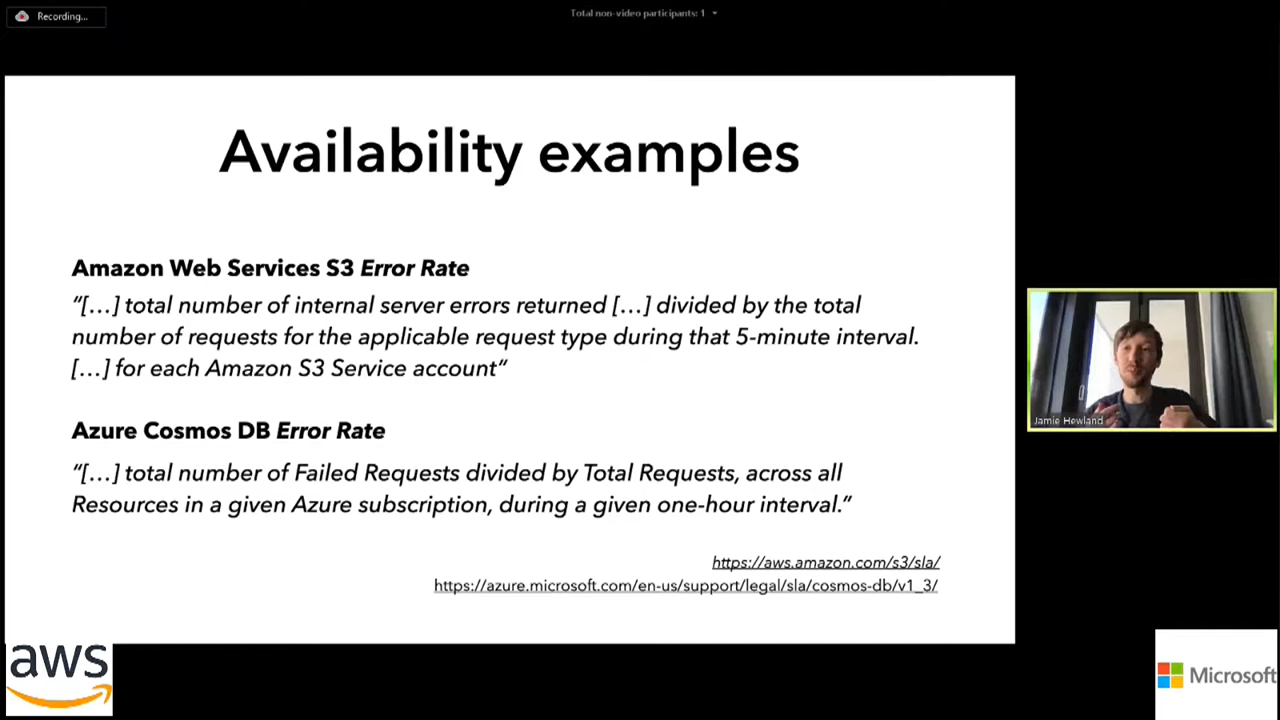 Recording...
Total non-video participants: 1
Availability examples
Amazon Web Services S3 Error Rate
“[…] total number of internal server errors returned […] divided by the total
number of requests for the applicable request type during that 5-minute interval.
[…] for each Amazon S3 Service account“
Azure Cosmos DB Error Rate
“[…] total number of Failed Requests divided by Total Requests, across all
Resources in a given Azure subscription, during a given one-hour interval.”
https://aws.amazon.com/s3/sla/
https://azure.microsoft.com/en-us/support/legal/sla/cosmos-db/v1_3/
Jamie Hewland
aws
Microsoft